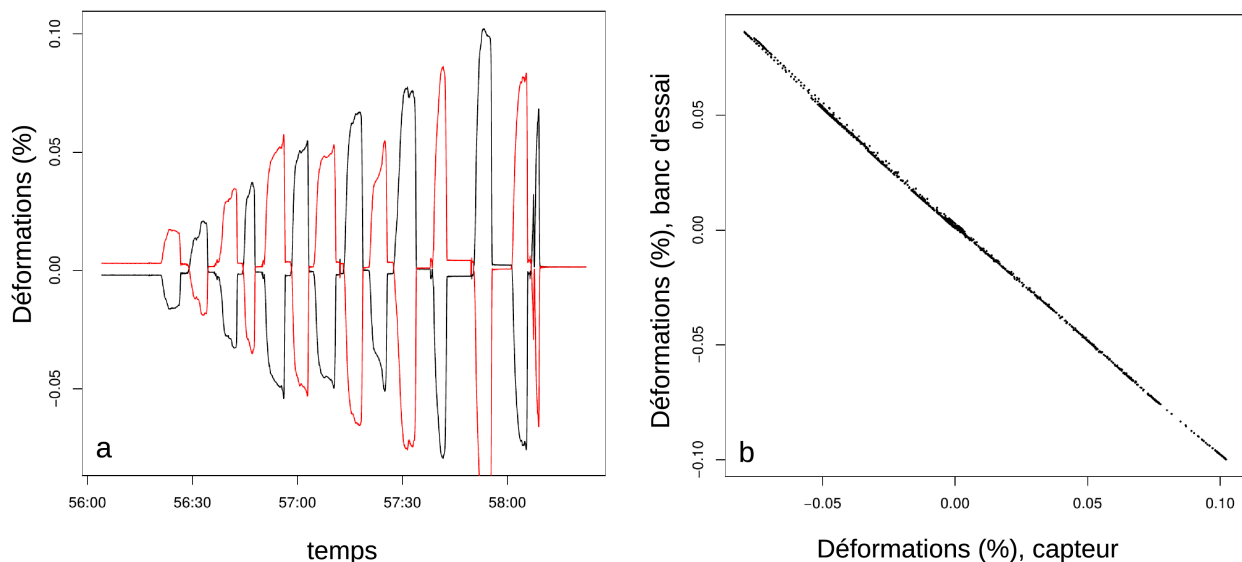 Déformations (%)
0.10
0.05
0.00
−0.05
a
56:00 56:30 57:00 57:30 58:00
temps
Déformations (%), banc d'essai
0.05
0.00
−0.05
−0.10
b
−0.05 0.00 0.05 0.10
Déformations (%), capteur